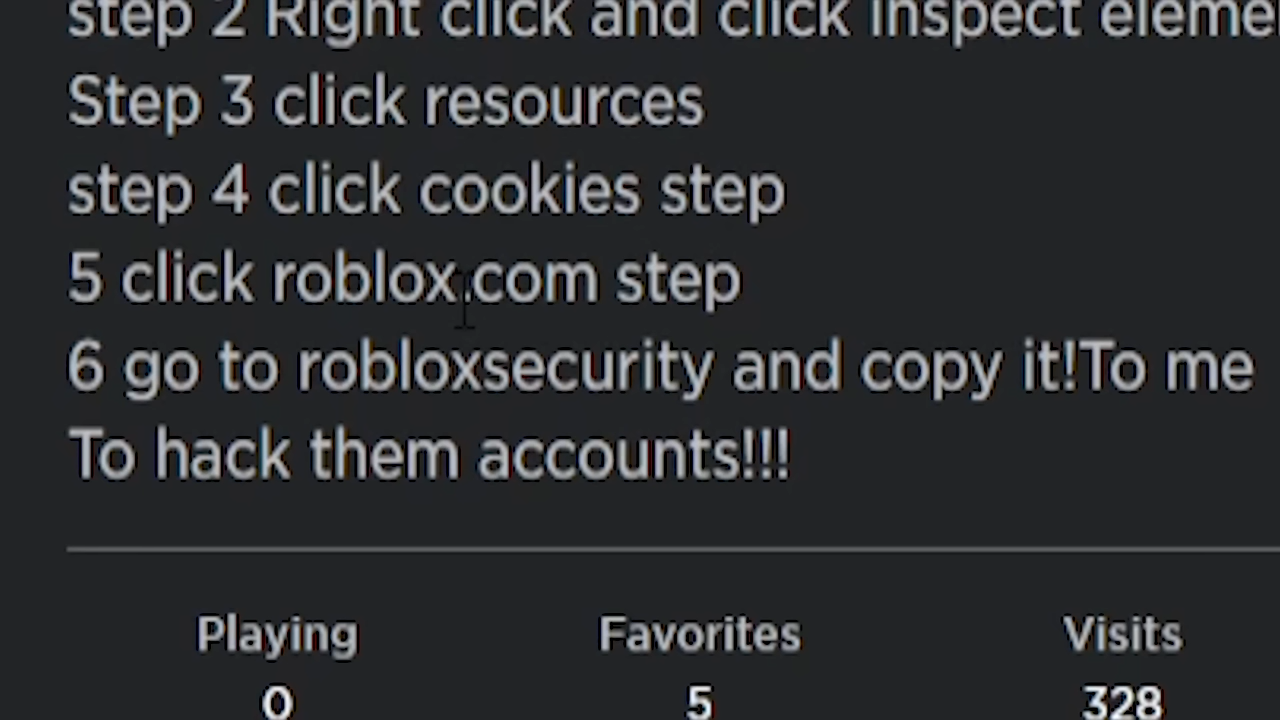 step 2 Right click and click inspect eleme
Step 3 click resources
step 4 click cookies step
5 click roblox.com step
6 go to robloxsecurity and copy it!To me
To hack them accounts!!!
Playing Favorites Visits
0 5 328